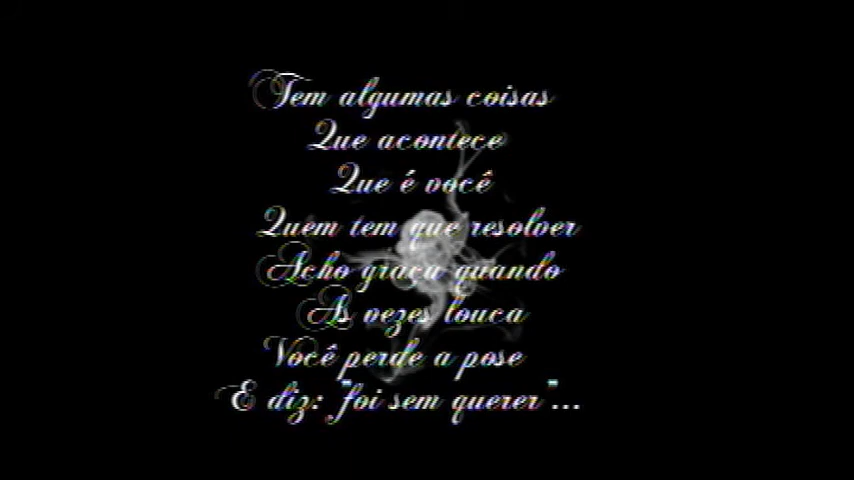 Tem algumas coisas
Que acontece
Que é você
Quem tem que resolver
Acho graça quando
As vezes louca
Você perde a pose
E diz: "foi sem querer"...